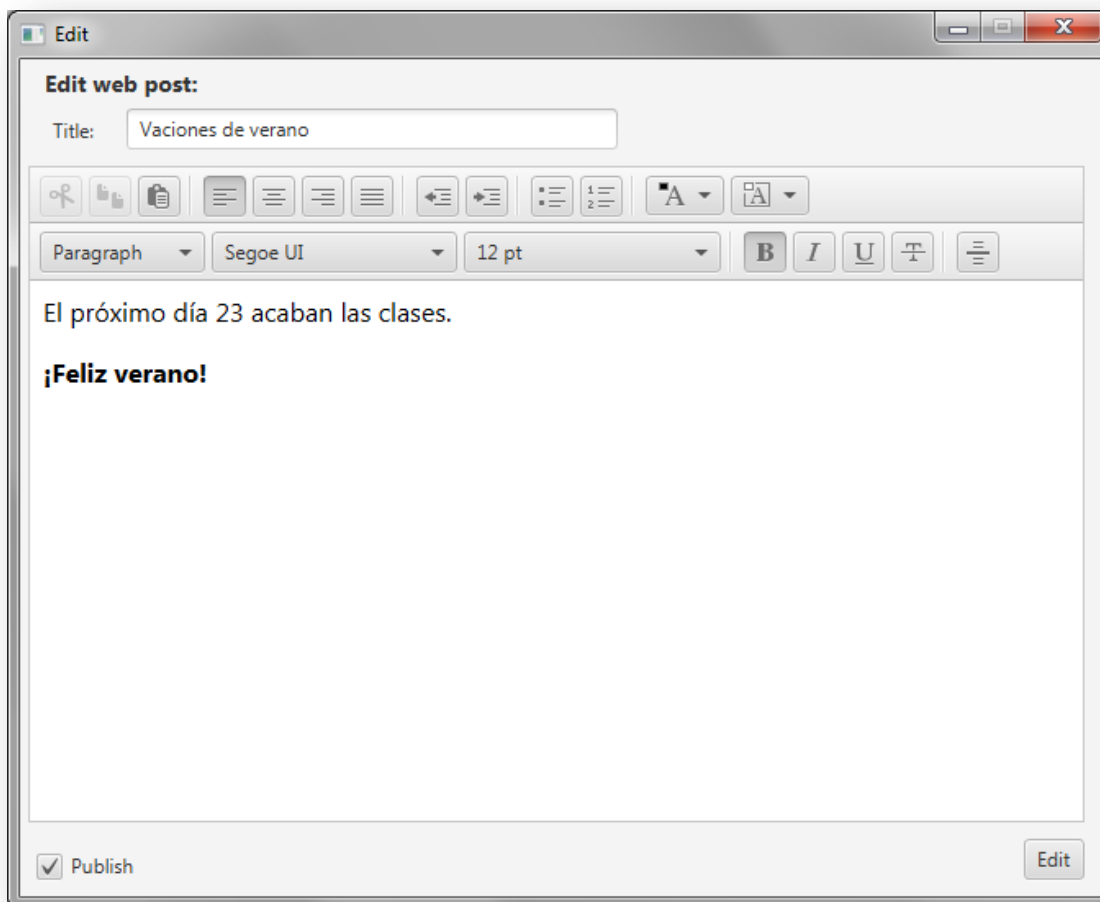 Edit
Edit web post:
Title: Vaciones de verano
A A
Paragraph Segoe UI 12 pt B I U T
El próximo día 23 acaban las clases.
¡Feliz verano!
Publish Edit